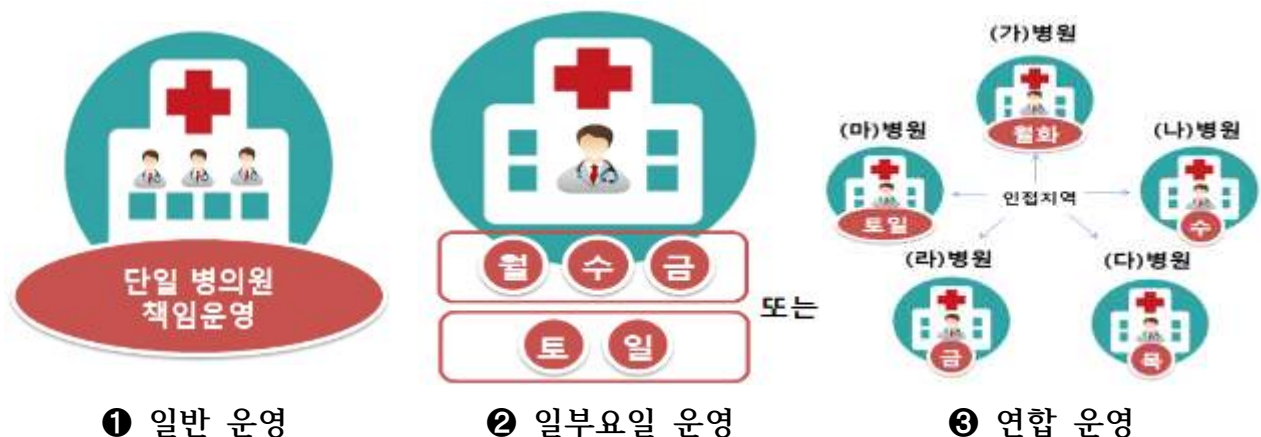 단일 병의원
책임운영
❶ 일반 운영
월 수 금
토 일
또는
❷ 일부요일 운영
(가)병원
월화
(마)병원
토일
(나)병원
수
인접지역
(라)병원
금
(다)병원
목
❸ 연합 운영